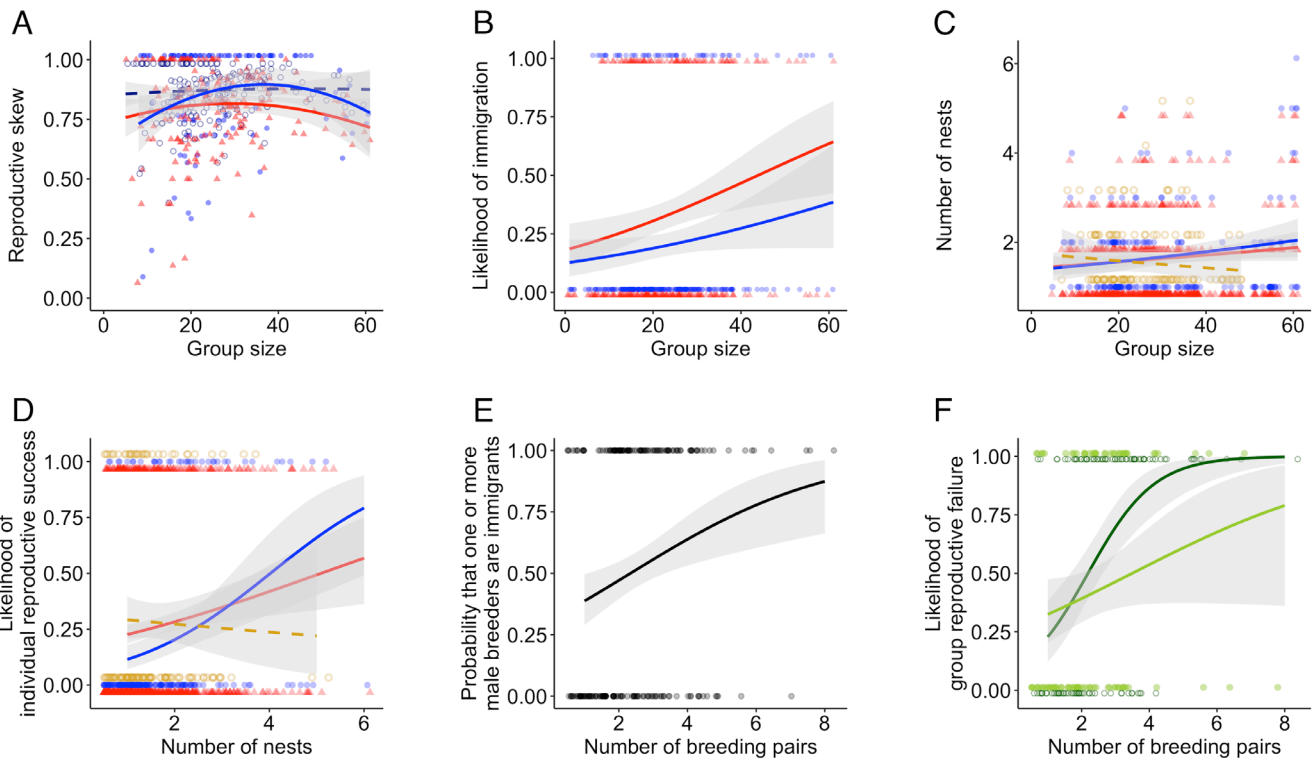 A
Reproductive skew
1.00
0.75
0.50
0.25
0.00
0 20 40 60
Group size
B
Likelihood of immigration
1.00
0.75
0.50
0.25
0.00
0 20 40 60
Group size
C
Number of nests
6
4
2
0 20 40 60
Group size
D
Likelihood of
individual reproductive success
1.00
0.75
0.50
0.25
0.00
2 4 6
Number of nests
E
Probability that one or more
male breeders are immigrants
1.00
0.75
0.50
0.25
0.00
2 4 6 8
Number of breeding pairs
F
Likelihood of
group reproductive failure
1.00
0.75
0.50
0.25
0.00
2 4 6 8
Number of breeding pairs